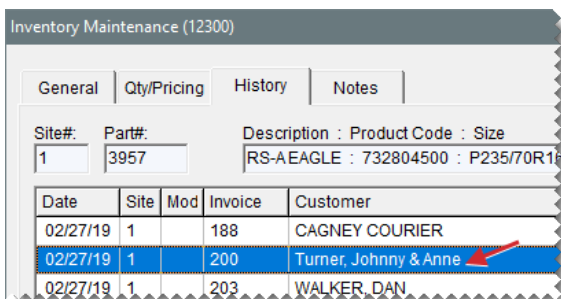 Inventory Maintenance (12300)
General Qty/Pricing History Notes
Site#: Part#: Description : Product Code : Size
1 3957 RS-A EAGLE : 732804500 : P235/70R16
Date Site Mod Invoice Customer
02/27/19 1 188 CAGNEY COURIER
02/27/19 1 200 Turner, Johnny & Anne
02/27/19 1 203 WALKER, DAN